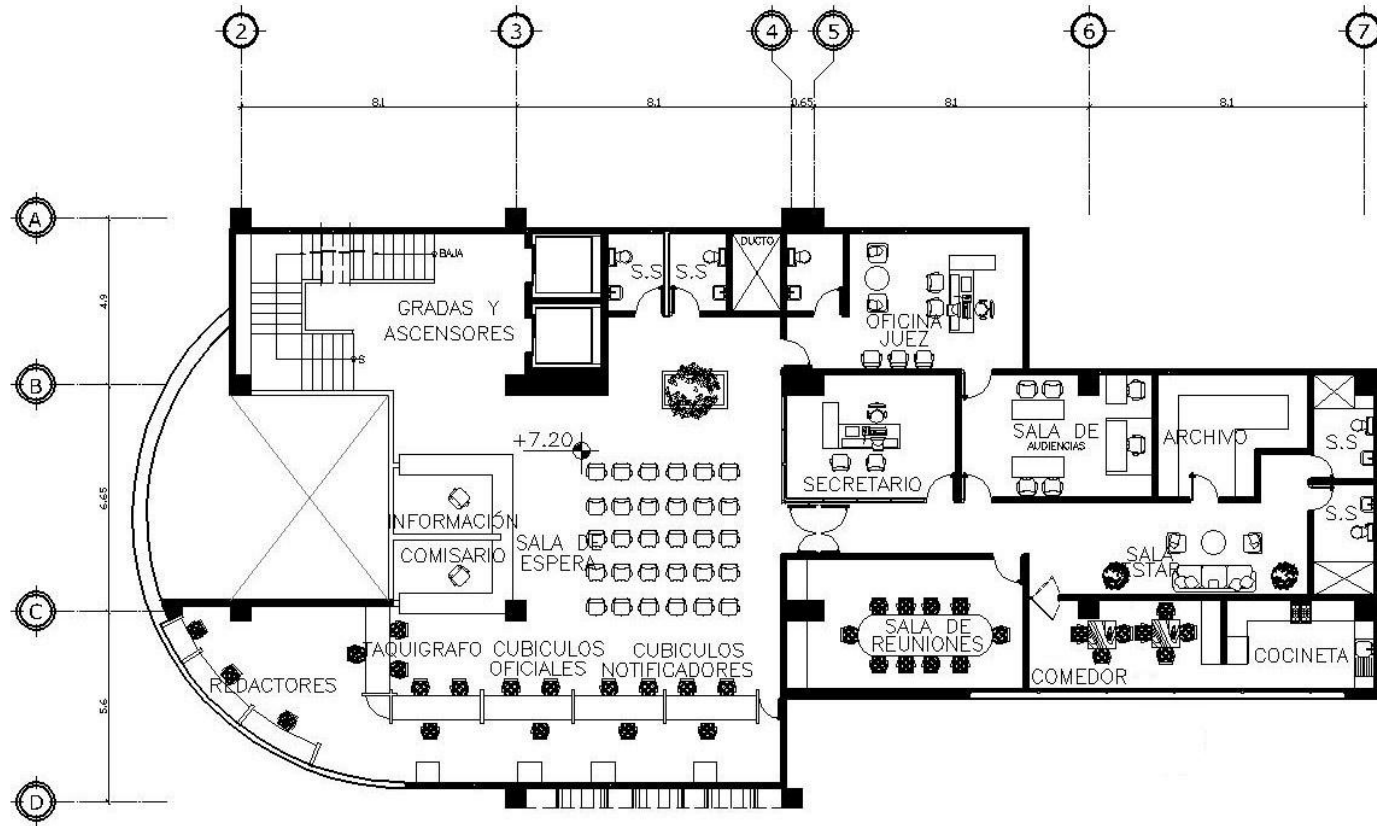 2
3
4
5
6
7
8.1
8.1
0.65
8.1
8.1
A
B
C
D
4.9
6.65
5.6
BAJA
S
GRADAS Y
ASCENSORES
S.S
S.S
DUCTO
OFICINA
JUEZ
+7.20
SECRETARIO
SALA DE
AUDIENCIAS
ARCHIVO
S.S
S.S
INFORMACIÓN
COMISARIO
SALA DE
ESPERA
SALA
ESTAR
TAQUIGRAFO
CUBICULOS
OFICIALES
CUBICULOS
NOTIFICADORES
REDACTORES
SALA DE
REUNIONES
COMEDOR
COCINETA